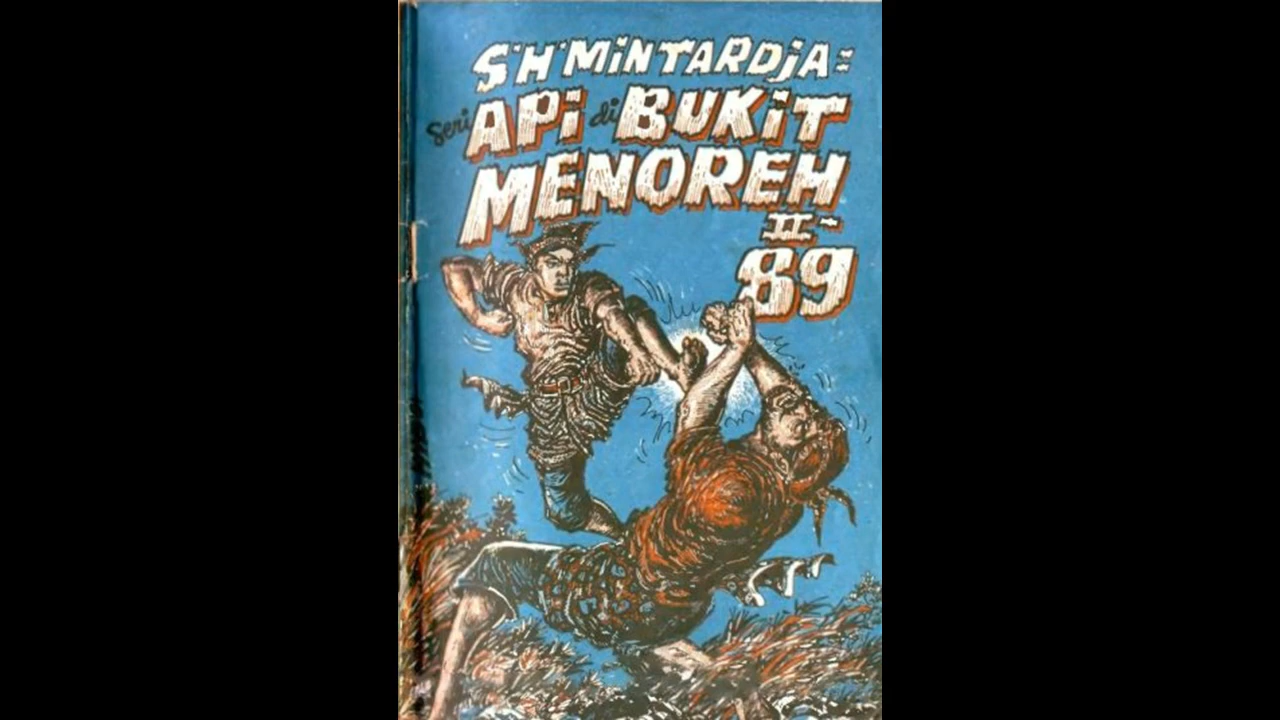 S·H·MiNTARDjA:
Seri APi di BUKiT
MENOREH
II-
89